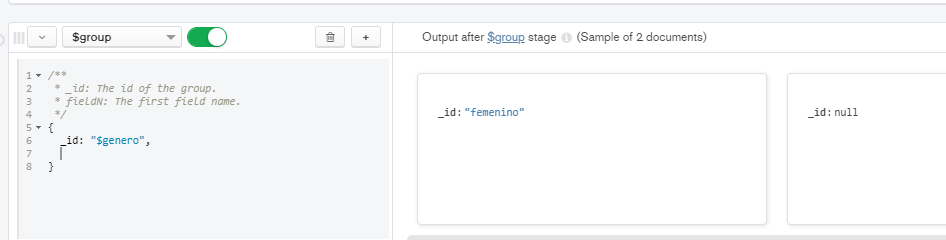 $group
Output after $group stage (Sample of 2 documents)
1 /**
2 * _id: The id of the group.
3 * fieldN: The first field name.
4 */
5 {
6 _id: "$genero",
7
8 }
_id: "femenino"
_id: null